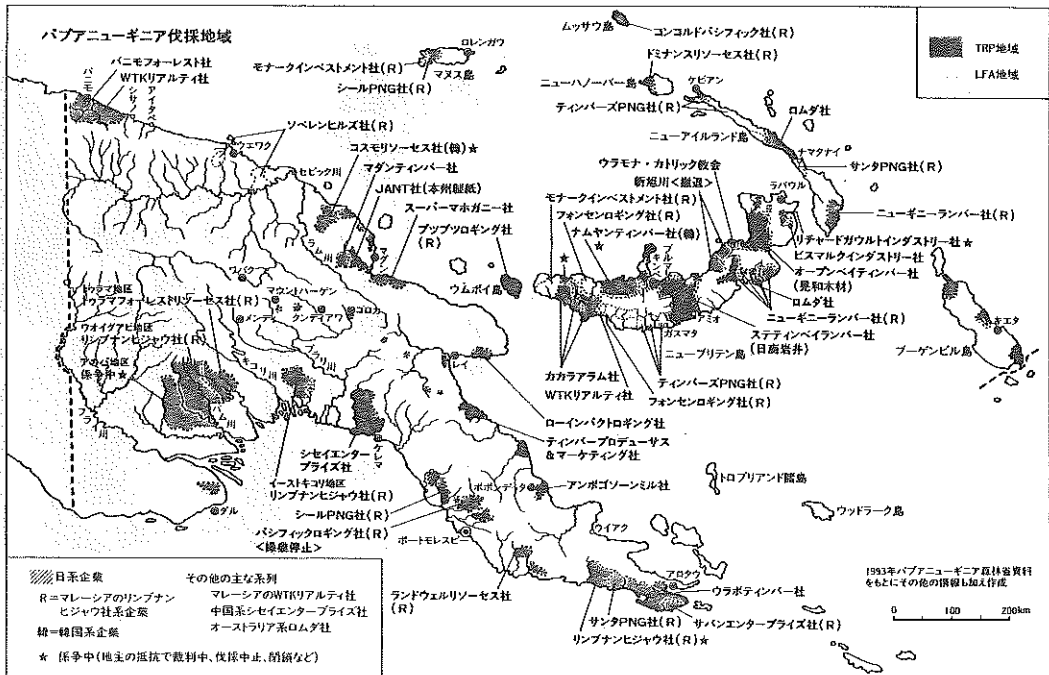 パプアニューギニア伐採地域
TRP地域
LFA地域
バニモ
バニモフォーレスト社
WTKリアルティ社
シサノ
アイタペ
ソベレンヒルズ社(R)
ウエワク
セピック川
コスモリソーセス社(韓)★
マダンティンバー社
JANT社(本州製紙)
スーパーマホガニー社
ブツブツロギング社
(R)
ウムボイ島
ロレンガウ
マヌス島
モナークインベストメント社(R)
シールPNG社(R)
ムッサウ島
コンコルドパシフィック社(R)
ドミナンスリソーセス社(R)
ニューハノーバー島
ケビアン
ティンバーズPNG社(R)
ニューアイルランド島
ロムダ社
ナマタナイ
サンタPNG社(R)
ニューギニーランバー社(R)
ウラモナ・カトリック教会
新旭川<撤退>
ラバウル
モナークインベストメント社(R)
フォンセンロギング社(R)
ナムヤンティンバー社(韓)
★
リチャードガウルトインダストリー社★
ビスマルクインダストリー社
オープンベイティンバー社
(晃和木材)
ロムダ社
ニューギニーランバー社(R)
ステティンベイランバー社
(日商岩井)
アミオ
ガスマタ
ニューブリテン島
ティンバーズPNG社(R)
フォンセンロギング社(R)
カカラアラム社
WTKリアルティ社
キエタ
ブーゲンビル島
ラム川
ワバク
マウントハーゲン
メンディ
クンディアワ
ゴロカ
トゥラマ地区
トゥラマフォーレストリソーセス社(R)
ウオイダアビ地区
リンブナンヒジャウ社(R)
係争中★
キコリ川
プラリ川
バム川
フライ川
ダル
レイ
シセイエンター
プライズ社
ケレマ
イーストキコリ地区
リンブナンヒジャウ社(R)
シールPNG社(R)
パシフィックロギング社(R)
<操業停止>
ポートモレスビー
ポポンデッタ
ローインパクトロギング社
ティンバープロデューサス
&マーケティング社
アンボゴソーンミル社
トロブリアンド諸島
ウッドラーク島
ウイアク
アロタウ
ウラボティンバー社
サバンエンタープライズ社(R)
サンタPNG社(R)
リンブナンヒジャウ社(R)★
ランドウェルリソーセス社
(R)
日系企業
R=マレーシアのリンブナン
ヒジャウ社系企業
韓=韓国系企業
★ 係争中(地主の抵抗で裁判中、伐採中止、閉鎖など)
その他の主な系列
マレーシアのWTKリアルティ社
中国系シセイエンタープライズ社
オーストラリア系ロムダ社
1993年パプアニューギニア森林省資料
をもとにその他の情報も加え作成
0 100 200km